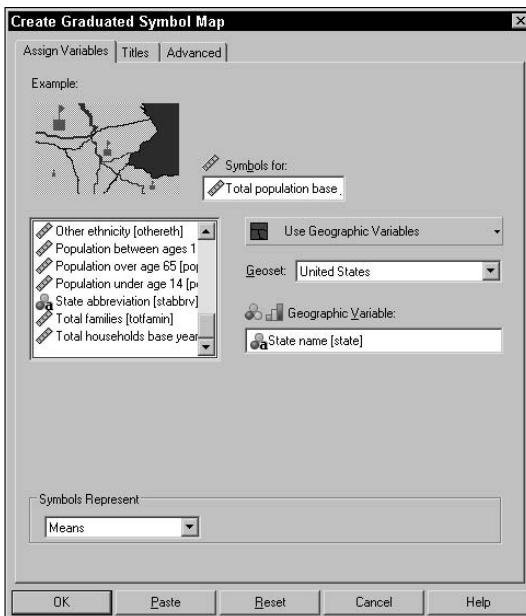 Create Graduated Symbol Map
Assign Variables Titles Advanced
Example:
Symbols for:
Total population base
Other ethnicity [othereth]
Population between ages 1
Population over age 65 [po
Population under age 14 [p
State abbreviation [stabbrv]
Total families [totfamin]
Total households base year
Use Geographic Variables
Geoset: United States
Geographic Variable:
State name [state]
Symbols Represent
Means
OK Paste Reset Cancel Help